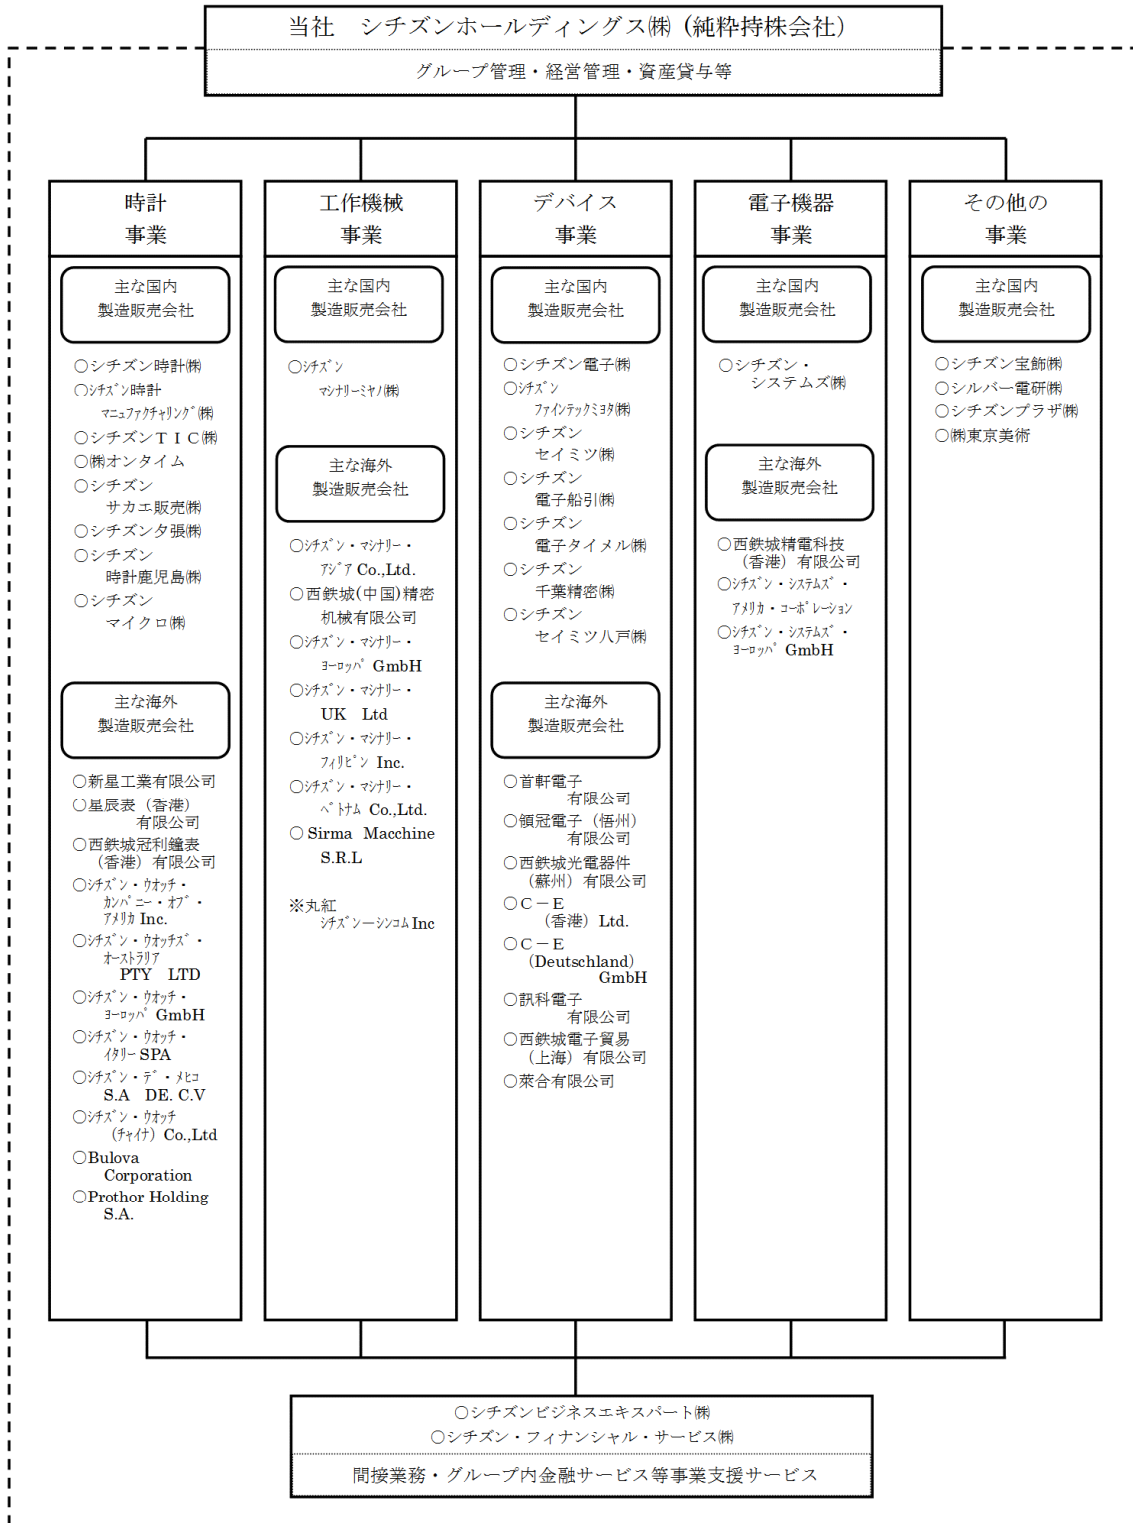 当社　シチズンホールディングス㈱（純粋持株会社）
グループ管理・経営管理・資産貸与等
時計
事業
主な国内
製造販売会社
○シチズン時計㈱
○ｼﾁｽﾞﾝ時計
ﾏﾆｭﾌｧｸﾁｬﾘﾝｸﾞ㈱
○シチズンＴＩＣ㈱
○㈱オンタイム
○シチズン
サカエ販売㈱
○シチズン夕張㈱
○シチズン
時計鹿児島㈱
○シチズン
マイクロ㈱
主な海外
製造販売会社
○新星工業有限公司
○星辰表（香港）
有限公司
○西鉄城冠利鐘表
（香港）有限公司
○ｼﾁｽﾞﾝ・ｳｵｯﾁ・
ｶﾝﾊﾟﾆｰ・ｵﾌﾞ・
ｱﾒﾘｶ Inc.
○ｼﾁｽﾞﾝ・ｳｵｯﾁｽﾞ・
ｵｰｽﾄﾗﾘｱ
PTY　LTD
○ｼﾁｽﾞﾝ・ｳｵｯﾁ・
ﾖｰﾛｯﾊﾟ GmbH
○ｼﾁｽﾞﾝ・ｳｵｯﾁ・
ｲﾀﾘｰ SPA
○ｼﾁｽﾞﾝ・ﾃﾞ・ﾒﾋｺ
S.A　DE. C.V
○ｼﾁｽﾞﾝ・ｳｵｯﾁ
（ﾁｬｲﾅ）Co.,Ltd
○Bulova
Corporation
○Prothor Holding
S.A.
工作機械
事業
主な国内
製造販売会社
○ｼﾁｽﾞﾝ
ﾏｼﾅﾘｰﾐﾔﾉ㈱
主な海外
製造販売会社
○ｼﾁｽﾞﾝ・ﾏｼﾅﾘｰ・
ｱｼﾞｱ Co.,Ltd.
○西鉄城(中国)精密
机械有限公司
○ｼﾁｽﾞﾝ・ﾏｼﾅﾘｰ・
ﾖｰﾛｯﾊﾟ GmbH
○ｼﾁｽﾞﾝ・ﾏｼﾅﾘｰ・
UK　Ltd
○ｼﾁｽﾞﾝ・ﾏｼﾅﾘｰ・
ﾌｨﾘﾋﾟﾝ Inc.
○ｼﾁｽﾞﾝ・ﾏｼﾅﾘｰ・
ﾍﾞﾄﾅﾑ Co.,Ltd.
○ Sirma Macchine
S.R.L
※丸紅
ｼﾁｽﾞﾝ―ｼﾝｺﾑ Inc
デバイス
事業
主な国内
製造販売会社
○シチズン電子㈱
○ｼﾁｽﾞﾝ
ﾌｧｲﾝﾃｯｸﾐﾖﾀ㈱
○シチズン
セイミツ㈱
○シチズン
電子船引㈱
○シチズン
電子タイメル㈱
○シチズン
千葉精密㈱
○シチズン
セイミツ八戸㈱
主な海外
製造販売会社
○首軒電子
有限公司
○領冠電子（梧州）
有限公司
○西鉄城光電器件
（蘇州）有限公司
○Ｃ－Ｅ
（香港）Ltd.
○Ｃ－Ｅ
（Deutschland）
GmbH
○訊科電子
有限公司
○西鉄城電子貿易
（上海）有限公司
○萊合有限公司
電子機器
事業
主な国内
製造販売会社
○シチズン・
システムズ㈱
主な海外
製造販売会社
○西鉄城精電科技
（香港）有限公司
○ｼﾁｽﾞﾝ・ｼｽﾃﾑｽﾞ・
ｱﾒﾘｶ・ｺｰﾎﾟﾚｰｼｮﾝ
○ｼﾁｽﾞﾝ・ｼｽﾃﾑｽﾞ・
ﾖｰﾛｯﾊﾟ GmbH
その他の
事業
主な国内
製造販売会社
○シチズン宝飾㈱
○シルバー電研㈱
○シチズンプラザ㈱
○㈱東京美術
○シチズンビジネスエキスパート㈱
○シチズン・フィナンシャル・サービス㈱
間接業務・グループ内金融サービス等事業支援サービス